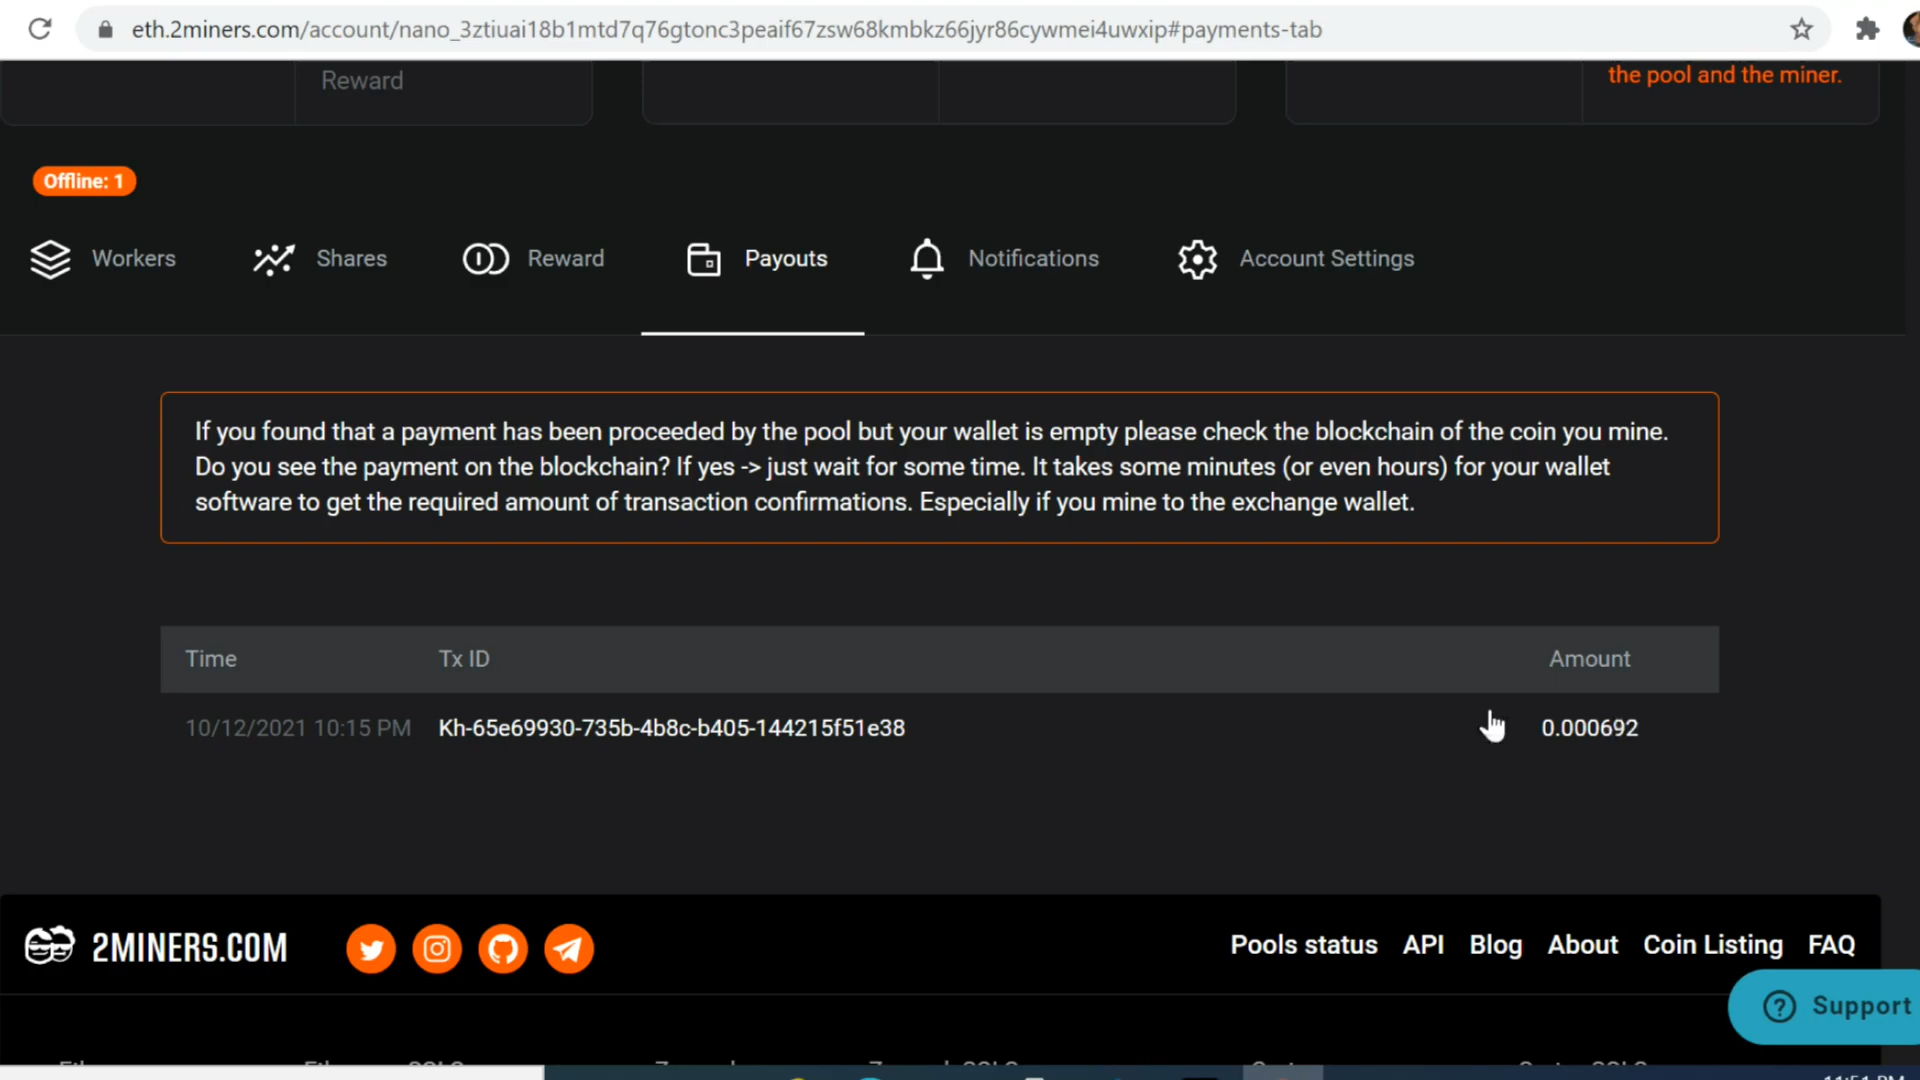 eth.2miners.com/account/nano_3ztiuai18b1mtd7q76gtonc3peaif67zsw68kmbkz66jyr86cywmei4uwxip#payments-tab
Reward
the pool and the miner.
Offline: 1
Workers Shares Reward Payouts Notifications Account Settings
If you found that a payment has been proceeded by the pool but your wallet is empty please check the blockchain of the coin you mine.
Do you see the payment on the blockchain? If yes -> just wait for some time. It takes some minutes (or even hours) for your wallet
software to get the required amount of transaction confirmations. Especially if you mine to the exchange wallet.
Time Tx ID Amount
10/12/2021 10:15 PM Kh-65e69930-735b-4b8c-b405-144215f51e38 0.000692
2MINERS.COM Pools status API Blog About Coin Listing FAQ
Support